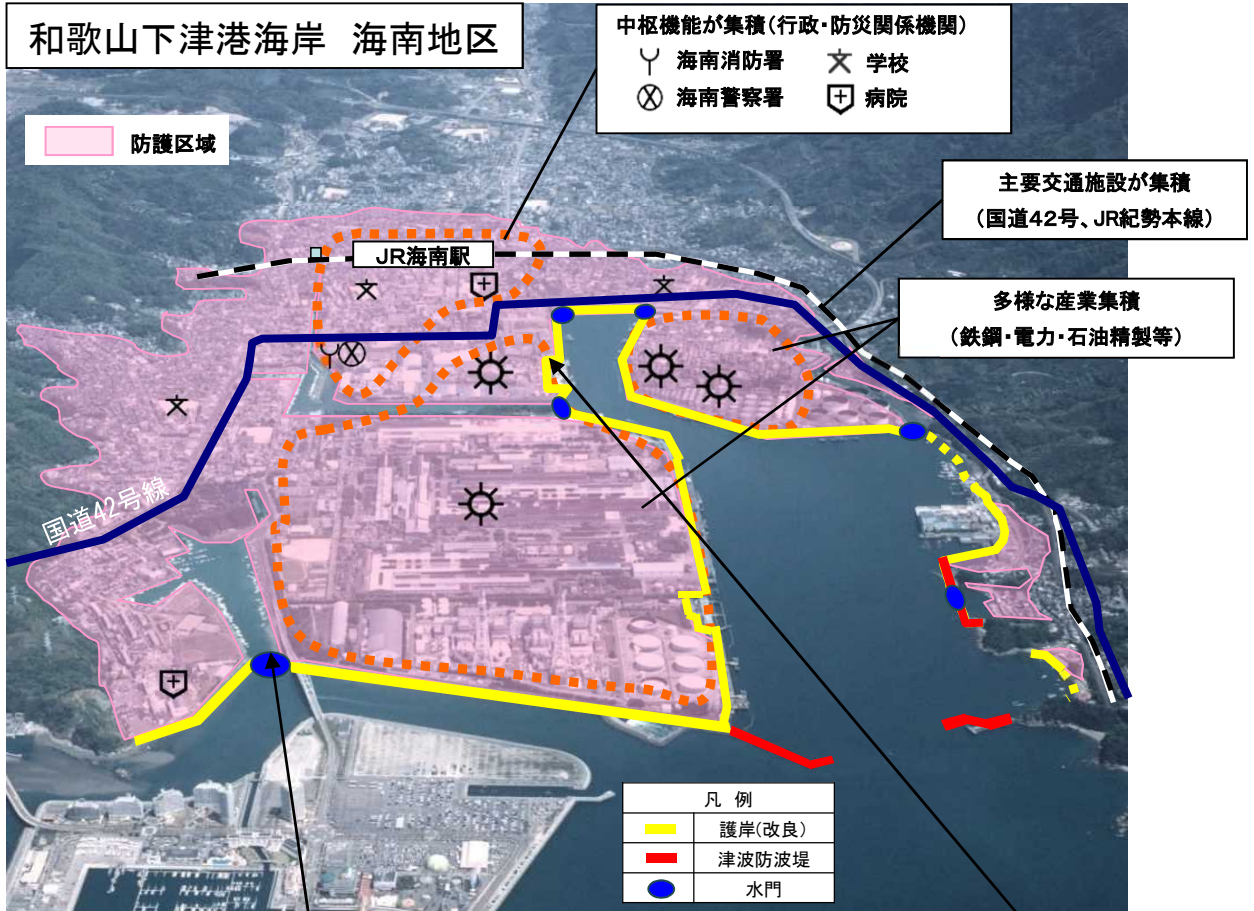 和歌山下津港海岸 海南地区
中枢機能が集積(行政・防災関係機関)
海南消防署 学校
海南警察署 病院
防護区域
主要交通施設が集積
(国道42号、JR紀勢本線)
JR海南駅
多様な産業集積
(鉄鋼・電力・石油精製等)
国道42号線
凡 例
護岸(改良)
津波防波堤
水門